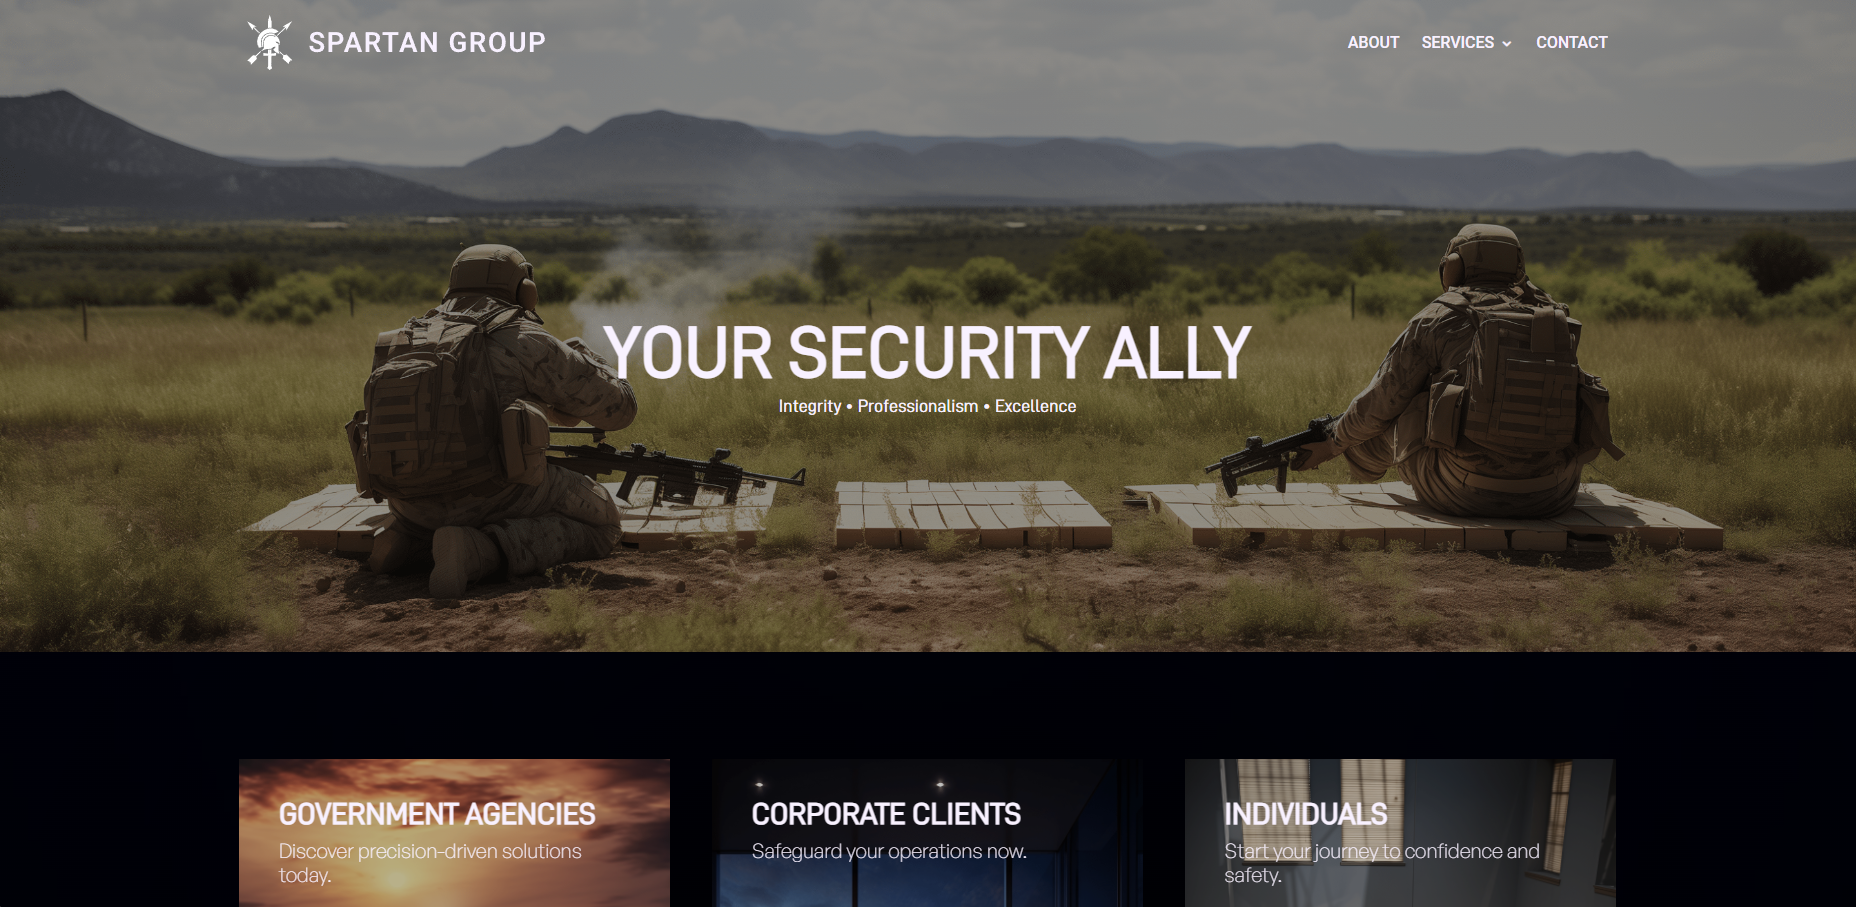 SPARTAN GROUP
ABOUT
SERVICES
CONTACT
YOUR SECURITY ALLY
Integrity • Professionalism • Excellence
GOVERNMENT AGENCIES
Discover precision-driven solutions
today.
CORPORATE CLIENTS
Safeguard your operations now.
INDIVIDUALS
Start your journey to confidence and
safety.